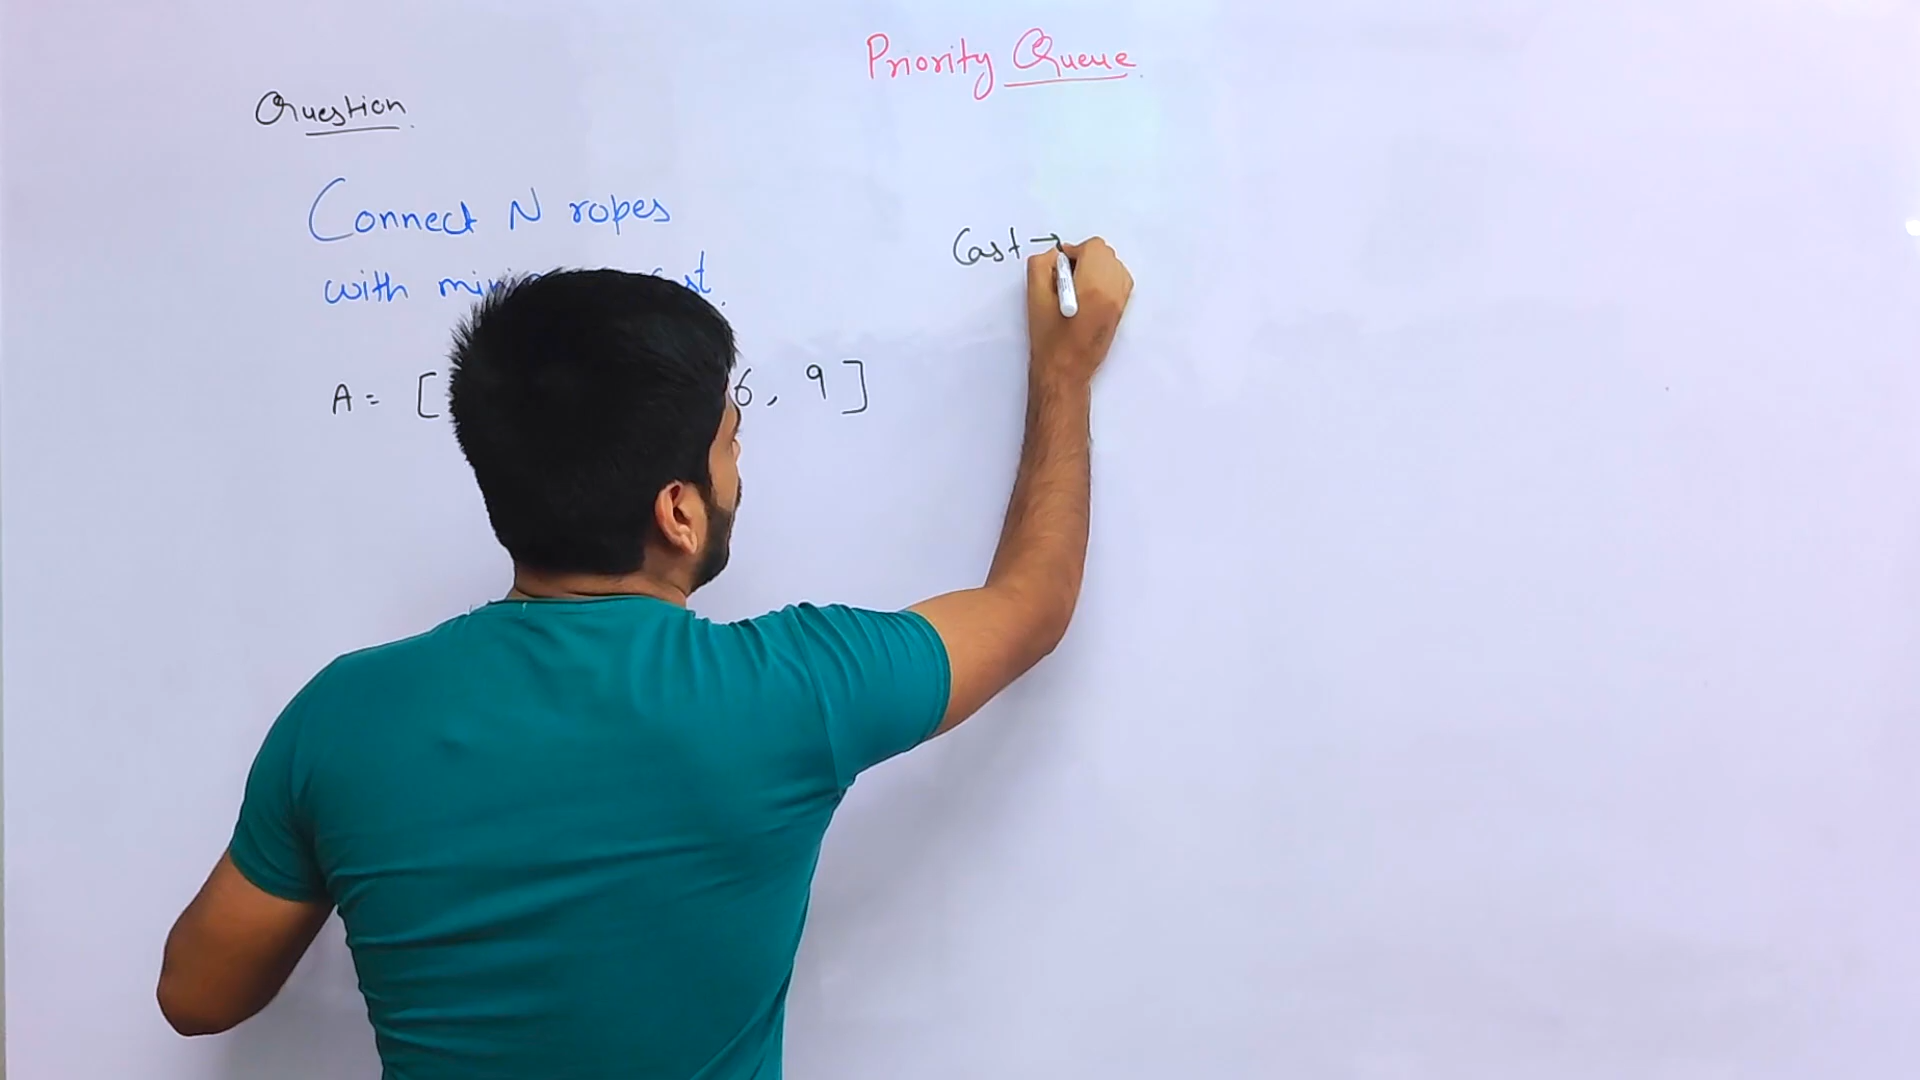 Priority Queue
Question
Connect N ropes
with
Cost →
A = [ 6, 9 ]